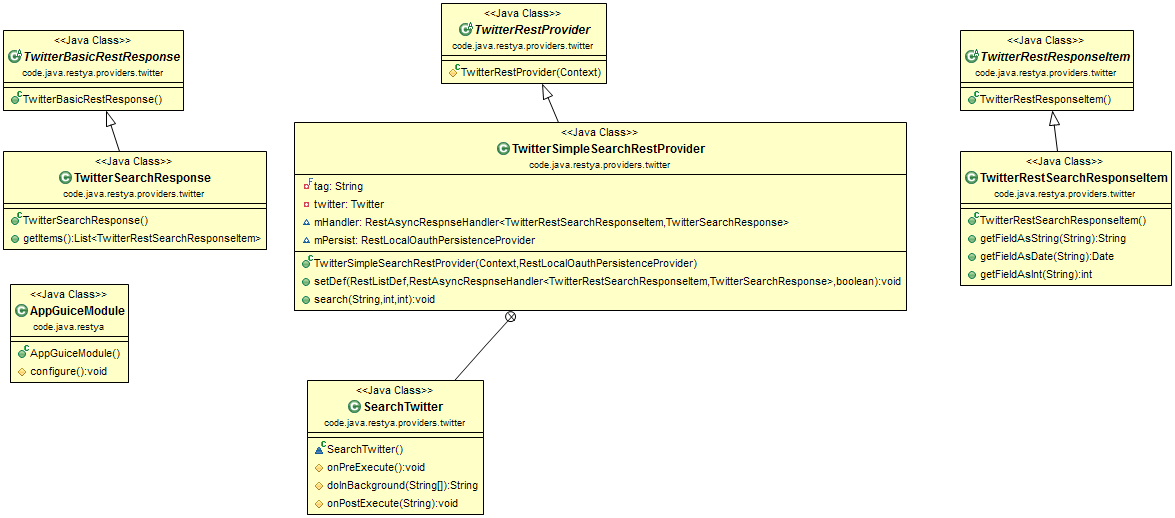 <<Java Class>>
TwitterBasicRestResponse
code.java.restya.providers.twitter
TwitterBasicRestResponse()
<<Java Class>>
TwitterSearchResponse
code.java.restya.providers.twitter
TwitterSearchResponse()
getItems():List<TwitterRestSearchResponseItem>
<<Java Class>>
AppGuiceModule
code.java.restya
AppGuiceModule()
configure():void
<<Java Class>>
TwitterRestProvider
code.java.restya.providers.twitter
TwitterRestProvider(Context)
<<Java Class>>
TwitterSimpleSearchRestProvider
code.java.restya.providers.twitter
tag: String
twitter: Twitter
mHandler: RestAsyncRespnseHandler<TwitterRestSearchResponseItem,TwitterSearchResponse>
mPersist: RestLocalOauthPersistenceProvider
TwitterSimpleSearchRestProvider(Context,RestLocalOauthPersistenceProvider)
setDef(RestListDef,RestAsyncRespnseHandler<TwitterRestSearchResponseItem,TwitterSearchResponse>,boolean):void
search(String,int,int):void
<<Java Class>>
SearchTwitter
code.java.restya.providers.twitter
SearchTwitter()
onPreExecute():void
doInBackground(String[]):String
onPostExecute(String):void
<<Java Class>>
TwitterRestResponseItem
code.java.restya.providers.twitter
TwitterRestResponseItem()
<<Java Class>>
TwitterRestSearchResponseItem
code.java.restya.providers.twitter
TwitterRestSearchResponseItem()
getFieldAsString(String):String
getFieldAsDate(String):Date
getFieldAsInt(String):int